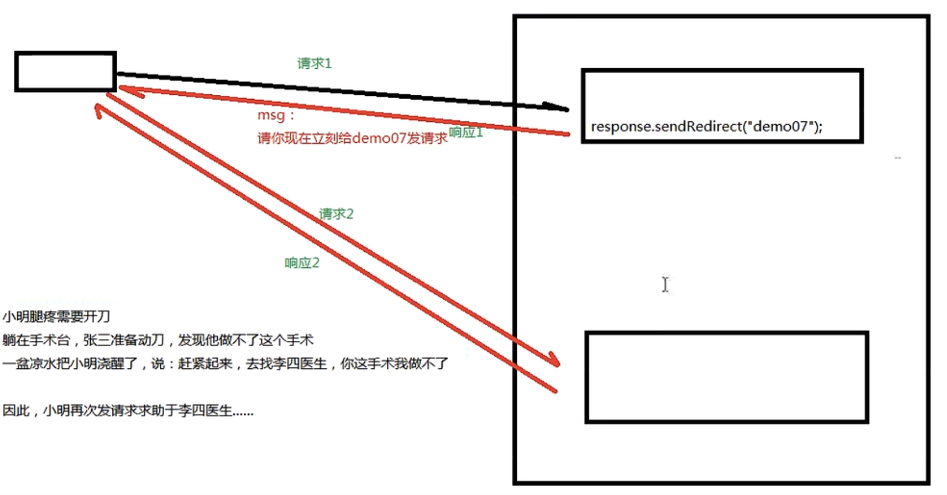 请求1
response.sendRedirect("demo07");
msg：
请你现在立刻给demo07发请求
响应1
请求2
响应2
小明腿疼需要开刀
躺在手术台，张三准备动刀，发现他做不了这个手术
一盆凉水把小明浇醒了，说：赶紧起来，去找李四医生，你这手术我做不了
因此，小明再次发请求求助于李四医生......